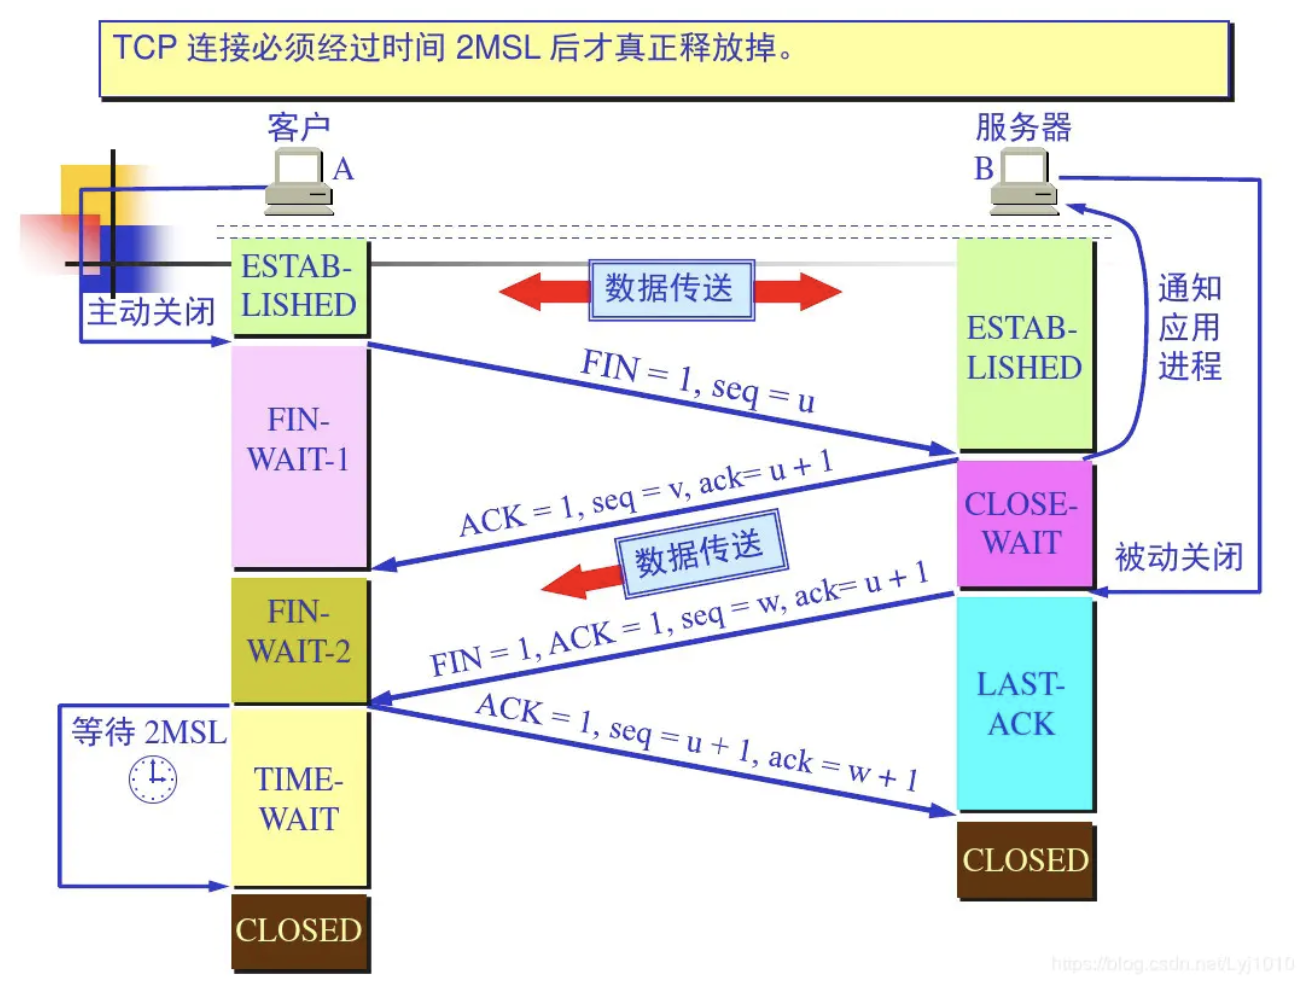 TCP 连接必须经过时间 2MSL 后才真正释放掉。
客户
A
服务器
B
ESTAB-
LISHED
数据传送
ESTAB-
LISHED
通知
应用
进程
主动关闭
FIN = 1, seq = u
FIN-
WAIT-1
ACK = 1, seq = v, ack= u + 1
CLOSE-
WAIT
数据传送
被动关闭
FIN-
WAIT-2
FIN = 1, ACK = 1, seq = w, ack= u + 1
LAST-
ACK
ACK = 1, seq = u + 1, ack = w + 1
等待 2MSL
TIME-
WAIT
CLOSED
CLOSED
https://blog.csdn.net/Lyj1010